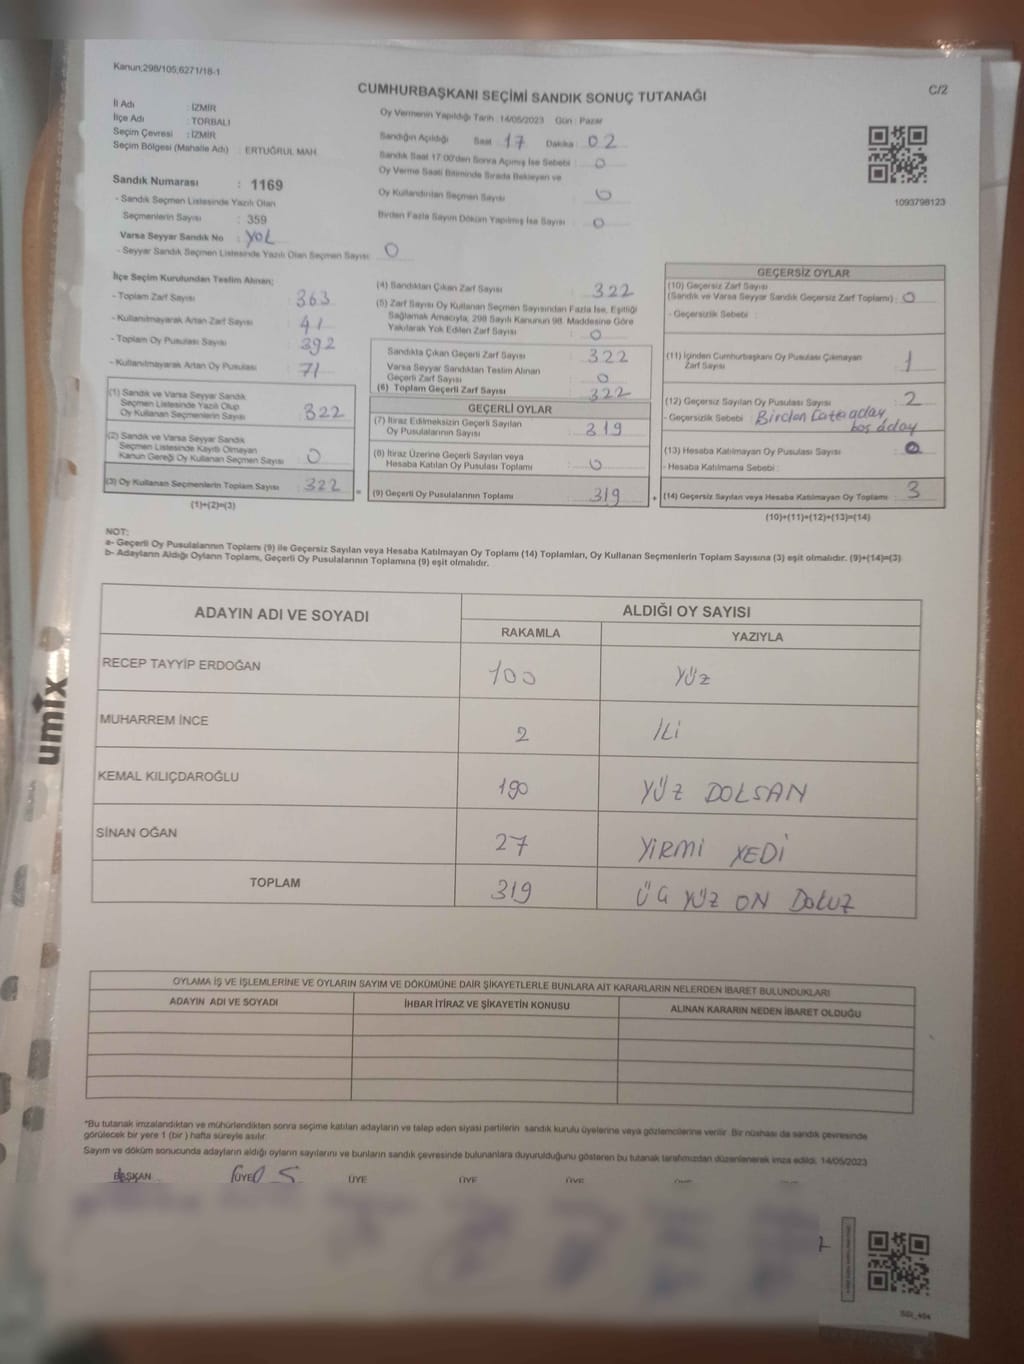 Kanun;298/105;6271/18-1
C/2
CUMHURBAŞKANI SEÇİMİ SANDIK SONUÇ TUTANAĞI
İl Adı : İZMİR
İlçe Adı : TORBALI
Seçim Çevresi : İZMİR
Seçim Bölgesi (Mahalle Adı) : ERTUĞRUL MAH.
Sandık Numarası : 1169
- Sandık Seçmen Listesinde Yazılı Olan
Seçmenlerin Sayısı : 359
Varsa Seyyar Sandık No : YOK
- Seyyar Sandık Seçmen Listesinde Yazılı Olan Seçmen Sayısı: 0
Oy Vermenin Yapıldığı Tarih :14/05/2023 Gün : Pazar
Sandığın Açıldığı Saat : 17 Dakika : 02
Sandık Saat 17:00'den Sonra Açılmış İse Sebebi : 0
Oy Verme Saati Bitiminde Sırada Bekleyen ve
Oy Kullandırılan Seçmen Sayısı : 0
Birden Fazla Sayım Döküm Yapılmış İse Sayısı : 0
1093798123
İlçe Seçim Kurulundan Teslim Alınan;
- Toplam Zarf Sayısı : 363
- Kullanılmayarak Artan Zarf Sayısı : 41
- Toplam Oy Pusulası Sayısı : 392
- Kullanılmayarak Artan Oy Pusulası : 71
(1) Sandık ve Varsa Seyyar Sandık
Seçmen Listesinde Yazılı Olup
Oy Kullanan Seçmenlerin Sayısı : 322
(2) Sandık ve Varsa Seyyar Sandık
Seçmen Listesinde Kayıtlı Olmayan
Kanun Gereği Oy Kullanan Seçmen Sayısı : 0
(3) Oy Kullanan Seçmenlerin Toplam Sayısı : 322
(1)+(2)=(3)
(4) Sandıktan Çıkan Zarf Sayısı : 322
(5) Zarf Sayısı Oy Kullanan Seçmen Sayısından Fazla İse, Eşitliği
Sağlamak Amacıyla, 298 Sayılı Kanunun 98. Maddesine Göre
Yakılarak Yok Edilen Zarf Sayısı : 0
Sandıkta Çıkan Geçerli Zarf Sayısı : 322
Varsa Seyyar Sandıktan Teslim Alınan
Geçerli Zarf Sayısı : 0
(6) Toplam Geçerli Zarf Sayısı : 322
GEÇERLİ OYLAR
(7) İtiraz Edilmeksizin Geçerli Sayılan
Oy Pusulalarının Sayısı : 319
(8) İtiraz Üzerine Geçerli Sayılan veya
Hesaba Katılan Oy Pusulası Toplamı : 0
= (9) Geçerli Oy Pusulalarının Toplamı : 319 +
GEÇERSİZ OYLAR
(10) Geçersiz Zarf Sayısı
(Sandık ve Varsa Seyyar Sandık Geçersiz Zarf Toplamı) : 0
- Geçersizlik Sebebi :
(11) İçinden Cumhurbaşkanı Oy Pusulası Çıkmayan
Zarf Sayısı : 1
(12) Geçersiz Sayılan Oy Pusulası Sayısı : 2
- Geçersizlik Sebebi : Birden aday,
boş aday
(13) Hesaba Katılmayan Oy Pusulası Sayısı : 0
- Hesaba Katılmama Sebebi :
(14) Geçersiz Sayılan veya Hesaba Katılmayan Oy Toplamı : 3
(10)+(11)+(12)+(13)=(14)
NOT:
a- Geçerli Oy Pusulalarının Toplamı (9) ile Geçersiz Sayılan veya Hesaba Katılmayan Oy Toplamı (14) Toplamları, Oy Kullanan Seçmenlerin Toplam Sayısına (3) eşit olmalıdır. (9)+(14)=(3)
b- Adayların Aldığı Oyların Toplamı, Geçerli Oy Pusulalarının Toplamına (9) eşit olmalıdır.
ADAYIN ADI VE SOYADI ALDIĞI OY SAYISI
RAKAMLA YAZIYLA
RECEP TAYYİP ERDOĞAN 100 YÜZ
MUHARREM İNCE 2 İki
KEMAL KILIÇDAROĞLU 190 YÜZ DOKSAN
SİNAN OĞAN 27 YİRMİ YEDİ
TOPLAM 319 ÜÇ YÜZ ON DOKUZ
OYLAMA İŞ VE İŞLEMLERİNE VE OYLARIN SAYIM VE DÖKÜMÜNE DAİR ŞİKAYETLERLE BUNLARA AİT KARARLARIN NELERDEN İBARET BULUNDUKLARI
ADAYIN ADI VE SOYADI İHBAR İTİRAZ VE ŞİKAYETİN KONUSU ALINAN KARARIN NEDEN İBARET OLDUĞU
*Bu tutanak imzalandıktan ve mühürlendikten sonra seçime katılan adayların ve talep eden siyasi partilerin sandık kurulu üyelerine veya gözlemcilerine verilir. Bir nüshası da sandık çevresinde
görülecek bir yere 1 (bir ) hafta süreyle asılır.
Sayım ve döküm sonucunda adayların aldığı oyların sayılarını ve bunların sandık çevresinde bulunanlara duyurulduğunu gösteren bu tutanak tarafımızdan düzenlenerek imza edildi. 14/05/2023
BAŞKAN ÜYE ÜYE ÜYE ÜYE
umix